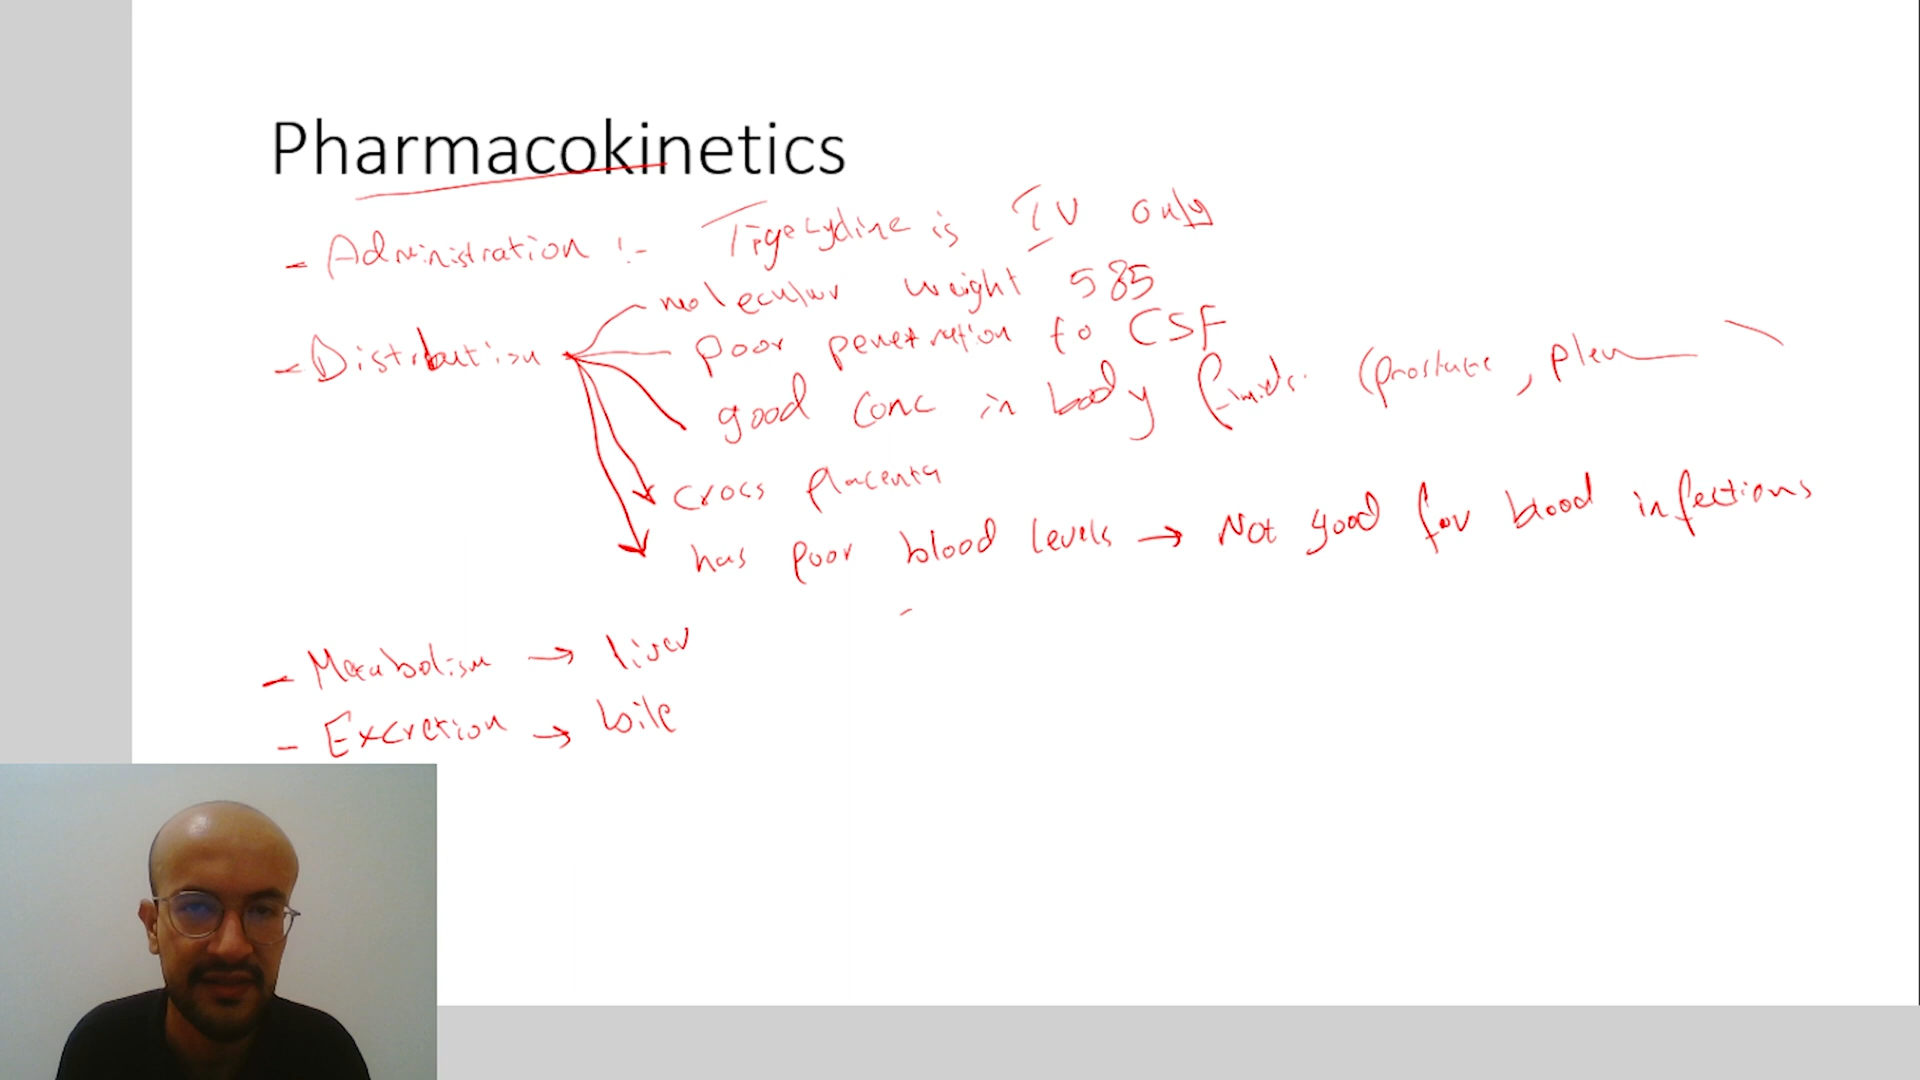 Pharmacokinetics
- Administration :- Tigecycline is IV only
- Distribution
molecular weight 585
poor penetration to CSF
good conc in body fluids (prostate, pleu
cross placenta
has poor blood levels → Not good for blood infections
- Metabolism → liver
- Excretion → bile